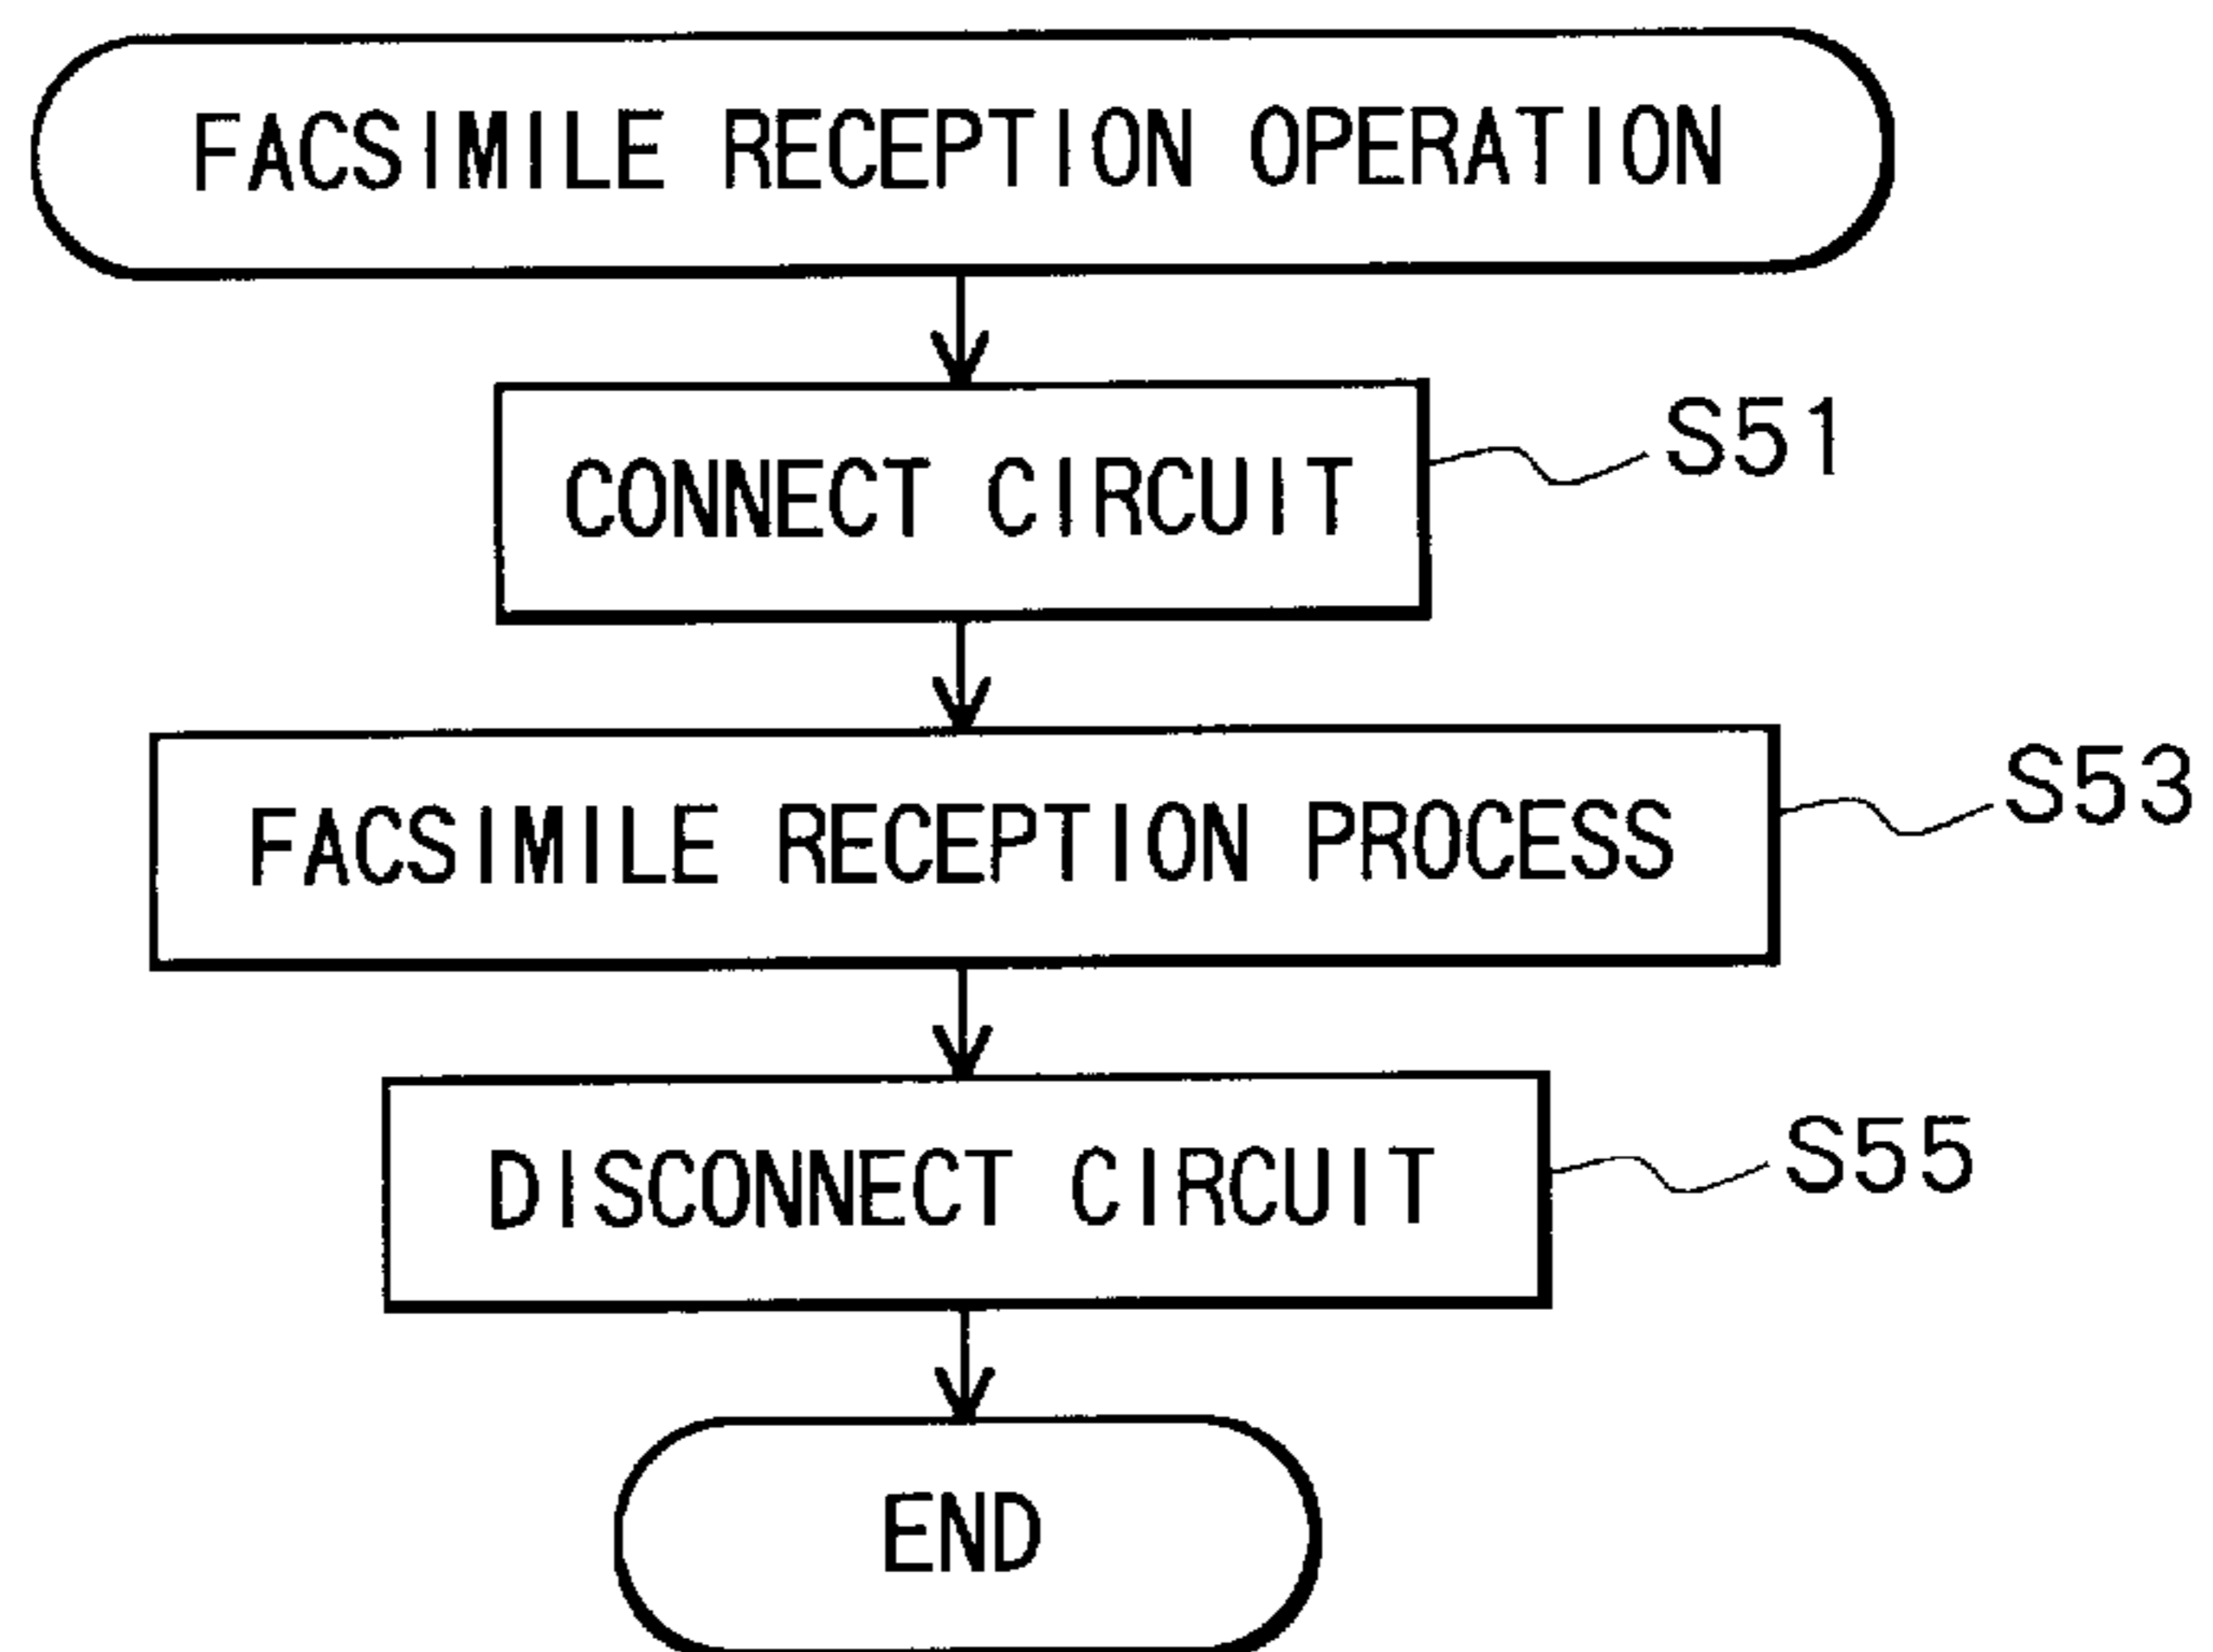 FACSIMILE RECEPTION OPERATION
CONNECT CIRCUIT
S51
FACSIMILE RECEPTION PROCESS
S53
DISCONNECT CIRCUIT
S55
END